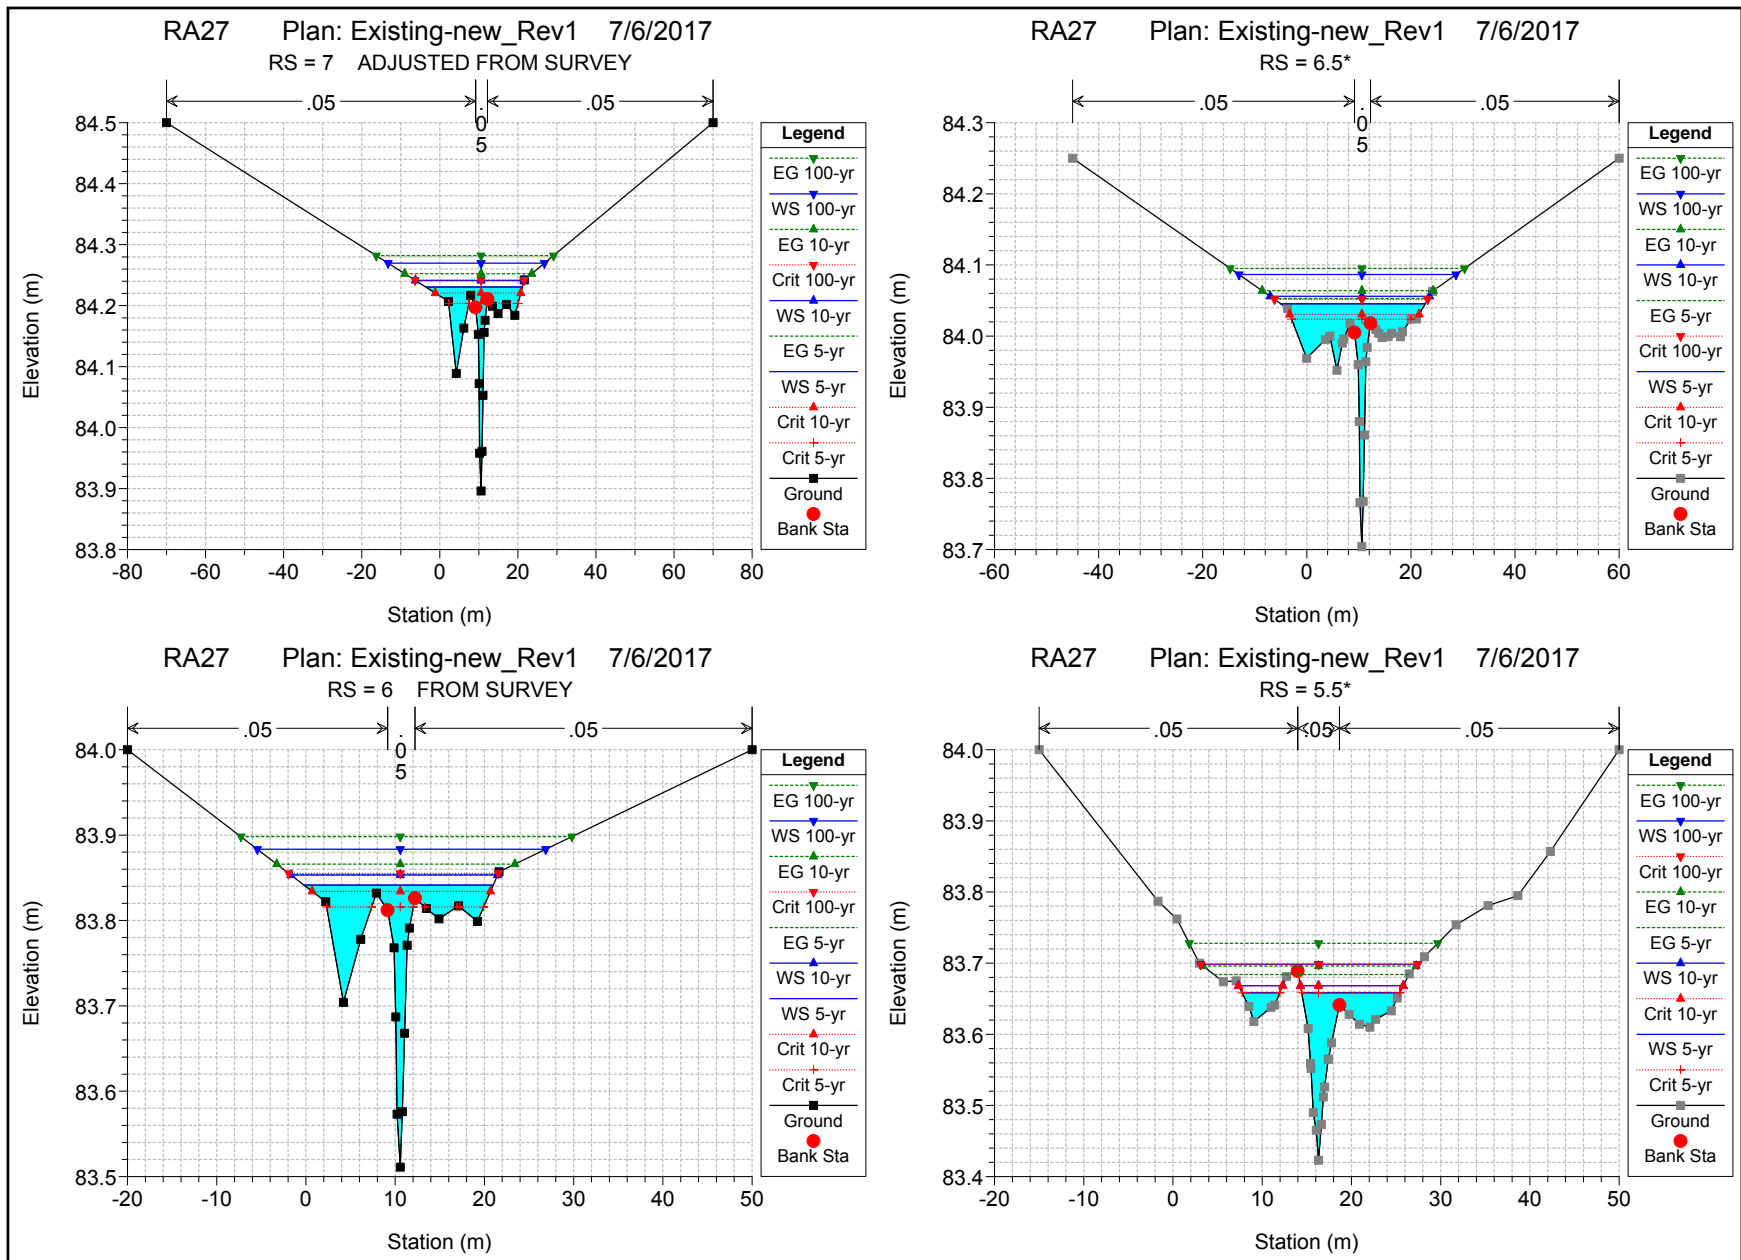 RA27 Plan: Existing-new_Rev1 7/6/2017
RS = 7 ADJUSTED FROM SURVEY
.05
.05
.05
84.5
84.4
84.3
84.2
84.1
84.0
83.9
83.8
-80 -60 -40 -20 0 20 40 60 80
Elevation (m)
Station (m)
Legend
EG 100-yr
WS 100-yr
EG 10-yr
Crit 100-yr
WS 10-yr
EG 5-yr
WS 5-yr
Crit 10-yr
Crit 5-yr
Ground
Bank Sta
RA27 Plan: Existing-new_Rev1 7/6/2017
RS = 6.5*
.05
.05
.05
84.3
84.2
84.1
84.0
83.9
83.8
83.7
-60 -40 -20 0 20 40 60
Elevation (m)
Station (m)
Legend
EG 100-yr
WS 100-yr
EG 10-yr
WS 10-yr
EG 5-yr
Crit 100-yr
WS 5-yr
Crit 10-yr
Crit 5-yr
Ground
Bank Sta
RA27 Plan: Existing-new_Rev1 7/6/2017
RS = 6 FROM SURVEY
.05
.05
.05
84.0
83.9
83.8
83.7
83.6
83.5
-20 -10 0 10 20 30 40 50
Elevation (m)
Station (m)
Legend
EG 100-yr
WS 100-yr
EG 10-yr
Crit 100-yr
EG 5-yr
WS 10-yr
WS 5-yr
Crit 10-yr
Crit 5-yr
Ground
Bank Sta
RA27 Plan: Existing-new_Rev1 7/6/2017
RS = 5.5*
.05
.05
.05
84.0
83.9
83.8
83.7
83.6
83.5
83.4
-20 -10 0 10 20 30 40 50
Elevation (m)
Station (m)
Legend
EG 100-yr
WS 100-yr
Crit 100-yr
EG 10-yr
EG 5-yr
WS 10-yr
Crit 10-yr
WS 5-yr
Crit 5-yr
Ground
Bank Sta